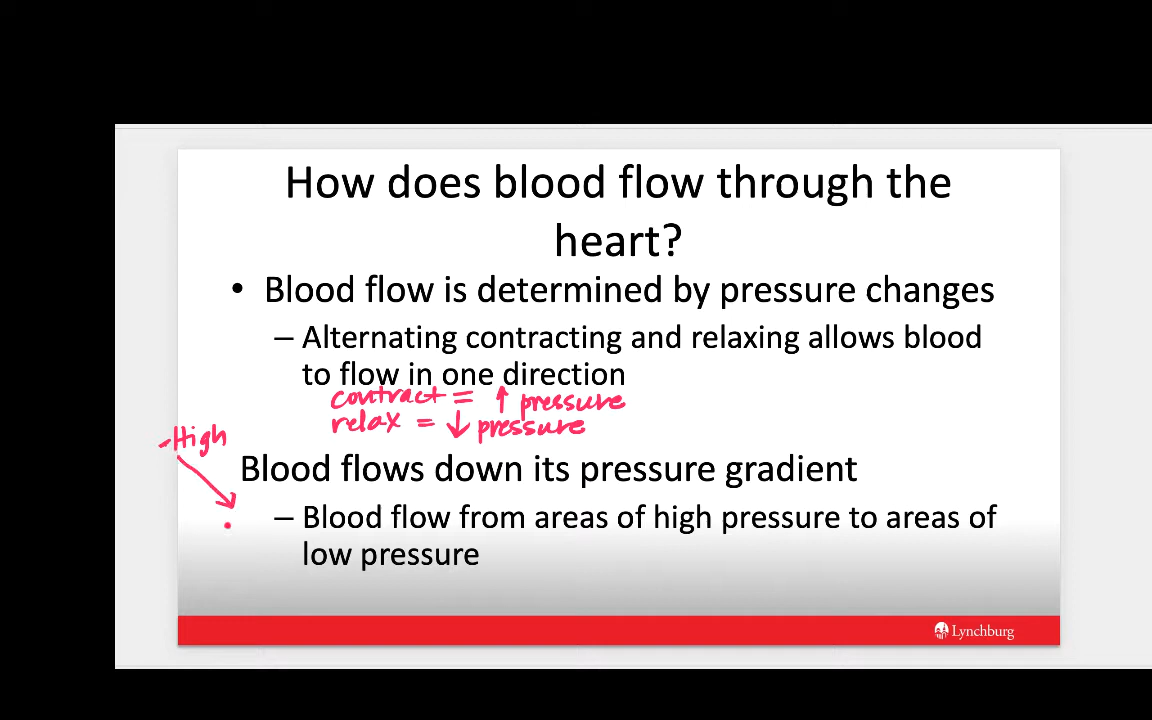 How does blood flow through the
heart?
• Blood flow is determined by pressure changes
– Alternating contracting and relaxing allows blood
to flow in one direction
contract = ↑ pressure
relax = ↓ pressure
-High
Blood flows down its pressure gradient
– Blood flow from areas of high pressure to areas of
low pressure
Lynchburg